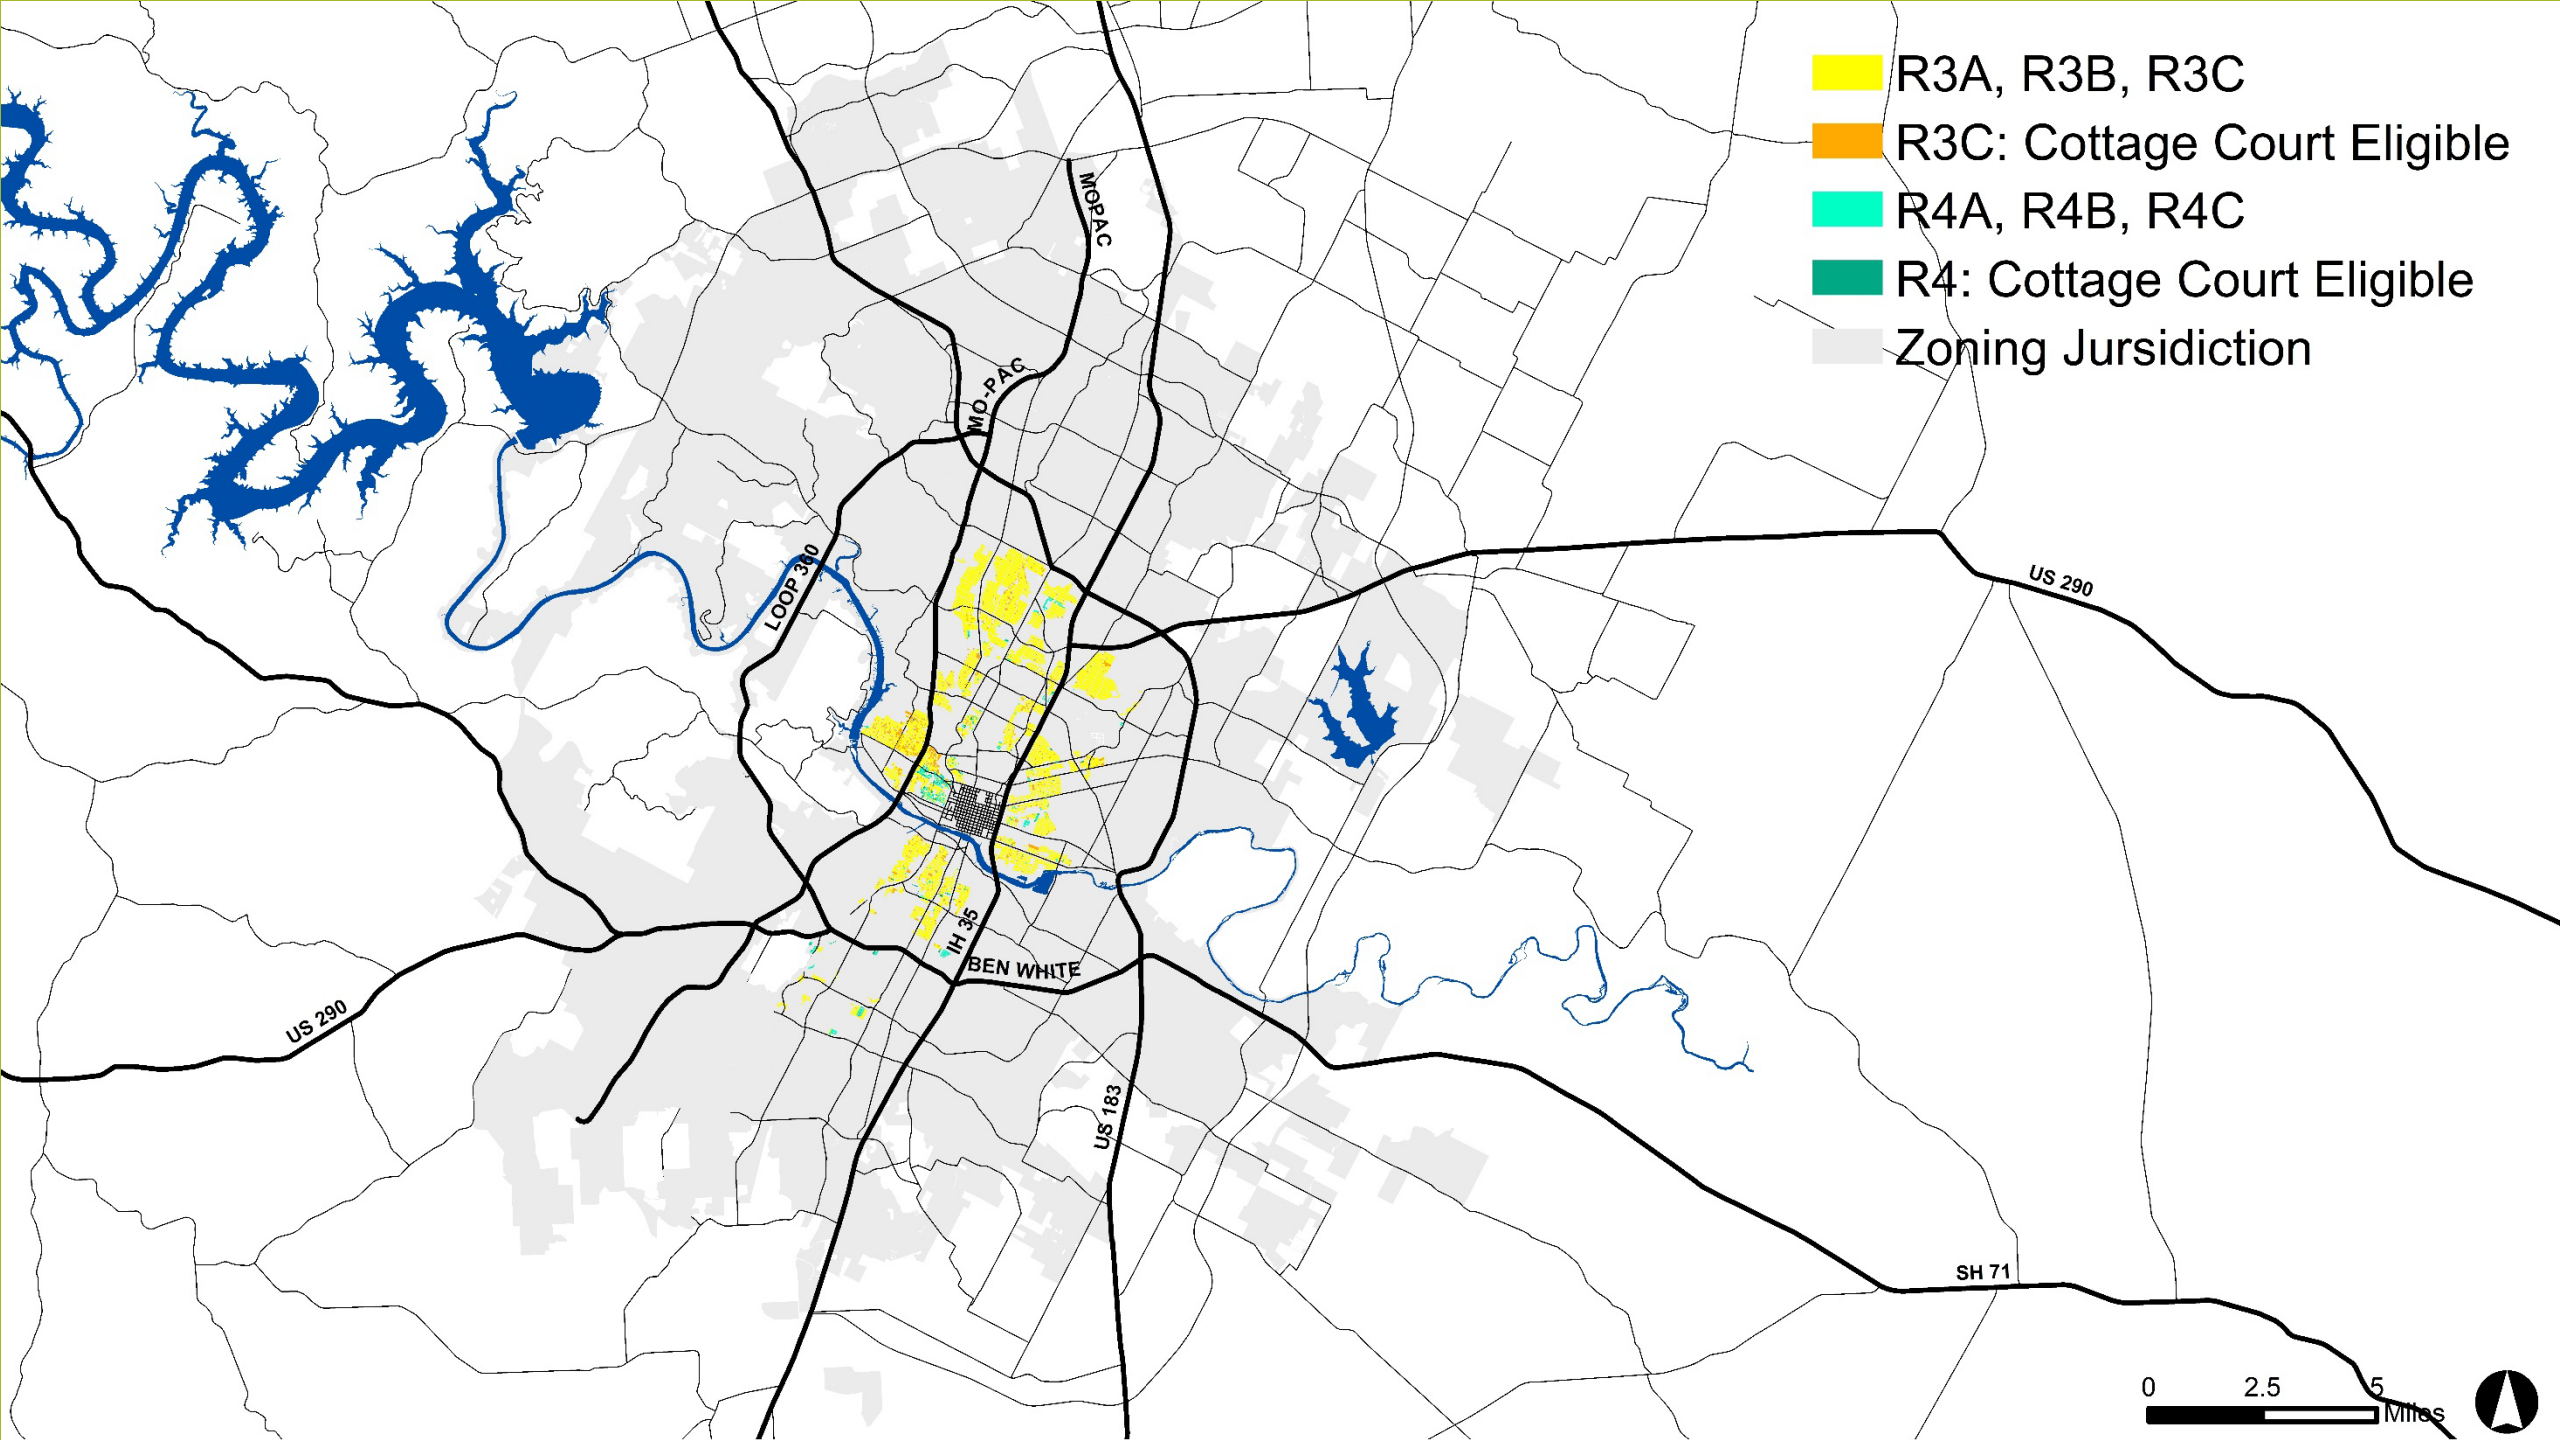 R3A, R3B, R3C
R3C: Cottage Court Eligible
R4A, R4B, R4C
R4: Cottage Court Eligible
Zoning Jursidiction
MOPAC
MO-PAC
LOOP 360
US 290
IH 35
BEN WHITE
US 290
US 183
SH 71
0 2.5 5
Miles